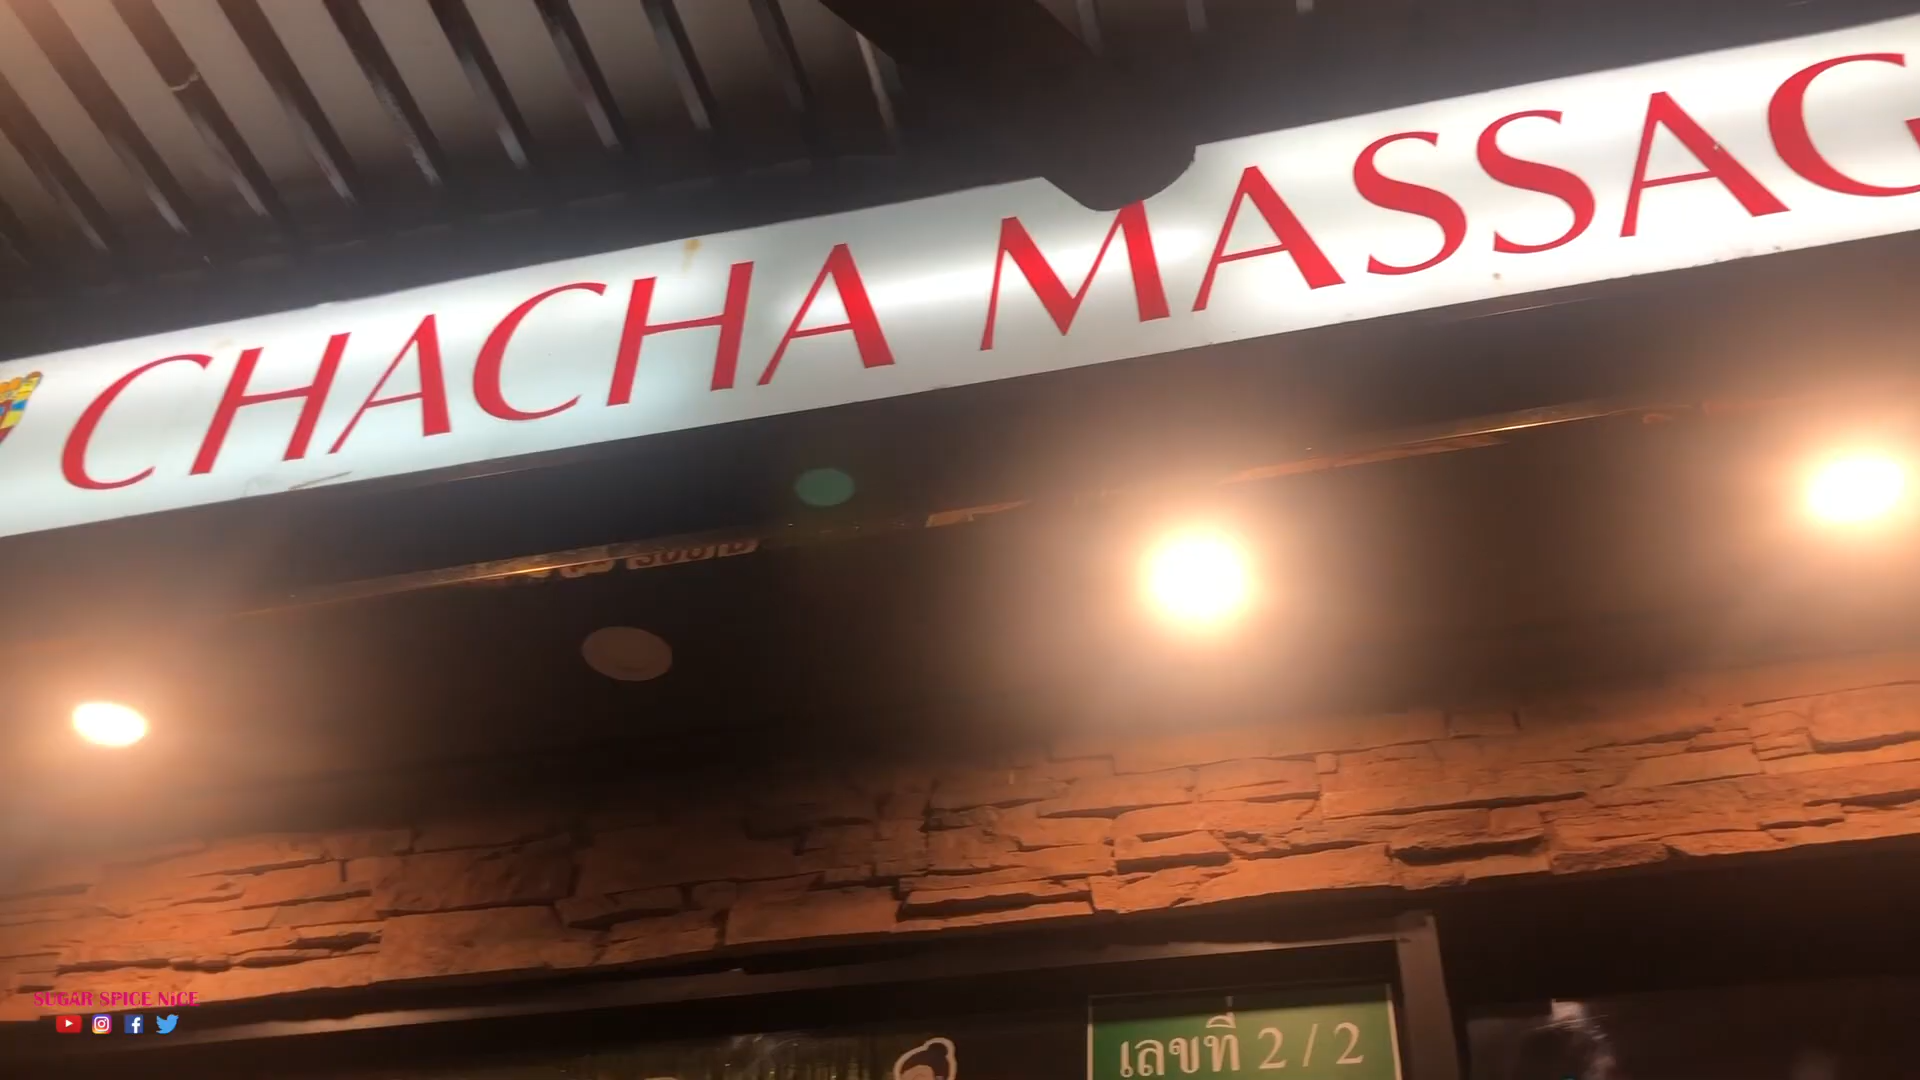 CHACHA MASSAG
SUGAR SPICE NiCE
เลขที่ 2 / 2